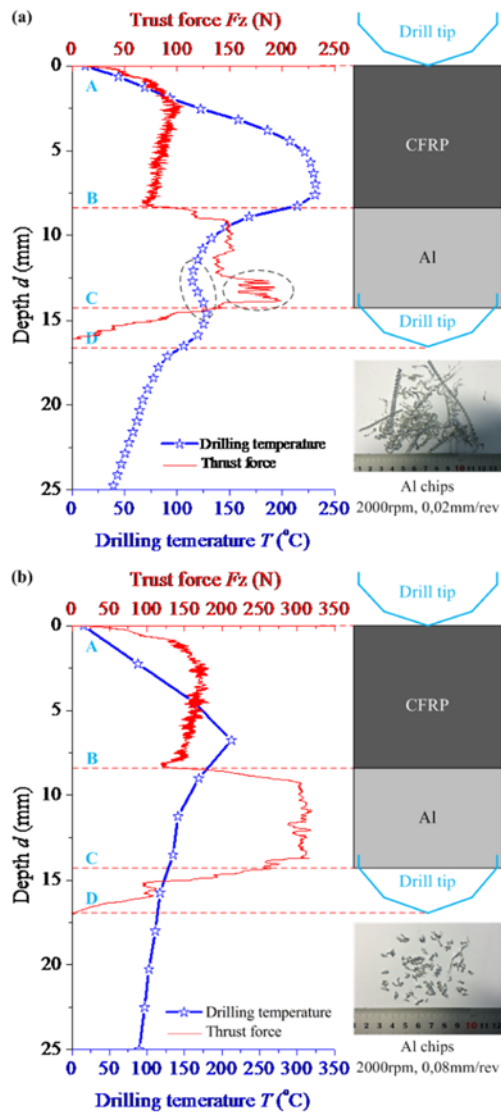 (a)
Trust force Fz (N)
0 50 100 150 200 250
Drill tip
0
5
10
15
20
25
Depth d (mm)
A
B
C
D
CFRP
Al
Drill tip
Drilling temperature
Thrust force
0 50 100 150 200 250
Drilling temerature T (°C)
Al chips
2000rpm, 0,02mm/rev
(b)
Trust force Fz (N)
0 50 100 150 200 250 300 350
Drill tip
0
5
10
15
20
25
Depth d (mm)
A
B
C
D
CFRP
Al
Drill tip
Drilling temperature
Thrust force
0 50 100 150 200 250 300 350
Drilling temerature T (°C)
Al chips
2000rpm, 0,08mm/rev